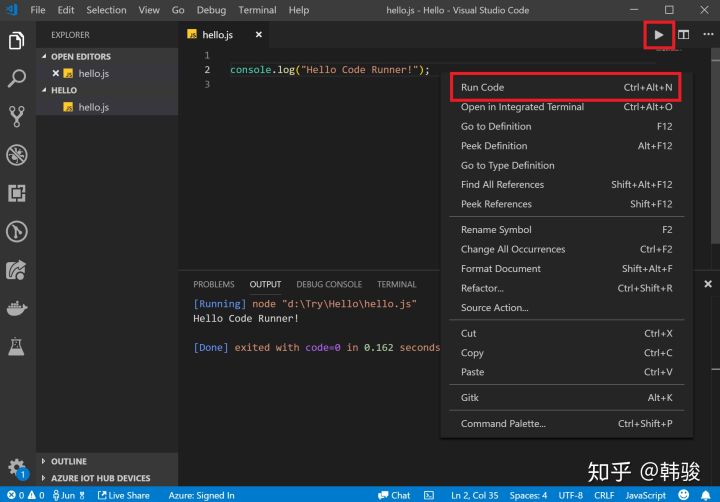 File Edit Selection View Go Debug Terminal Help hello.js - Hello - Visual Studio Code
EXPLORER
OPEN EDITORS
hello.js
HELLO
hello.js
OUTLINE
AZURE IOT HUB DEVICES
hello.js
1
2 console.log("Hello Code Runner!");
3
Run Code Ctrl+Alt+N
Open in Integrated Terminal Ctrl+Alt+O
Go to Definition F12
Peek Definition Alt+F12
Go to Type Definition
Find All References Shift+Alt+F12
Peek References Shift+F12
Rename Symbol F2
Change All Occurrences Ctrl+F2
Format Document Shift+Alt+F
Refactor... Ctrl+Shift+R
Source Action...
Cut Ctrl+X
Copy Ctrl+C
Paste Ctrl+V
Gitk Alt+K
Command Palette... Ctrl+Shift+P
PROBLEMS OUTPUT DEBUG CONSOLE TERMINAL
[Running] node "d:\Try\Hello\hello.js"
Hello Code Runner!
[Done] exited with code=0 in 0.162 seconds
知乎 @韩骏
1
0 0 Jun Live Share Azure: Signed In Chat Ln 2, Col 35 Spaces: 4 UTF-8 CRLF JavaScript